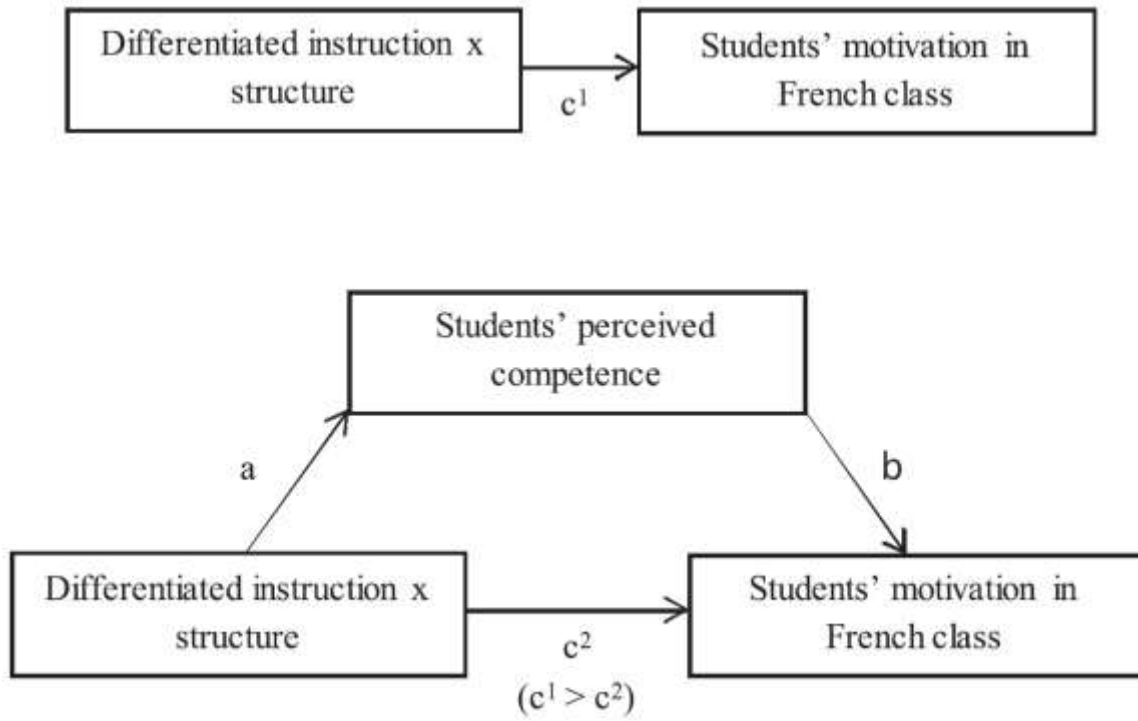 Differentiated instruction x
structure
c¹
Students’ motivation in
French class
Students’ perceived
competence
a
b
Differentiated instruction x
structure
c²
(c¹ > c²)
Students’ motivation in
French class